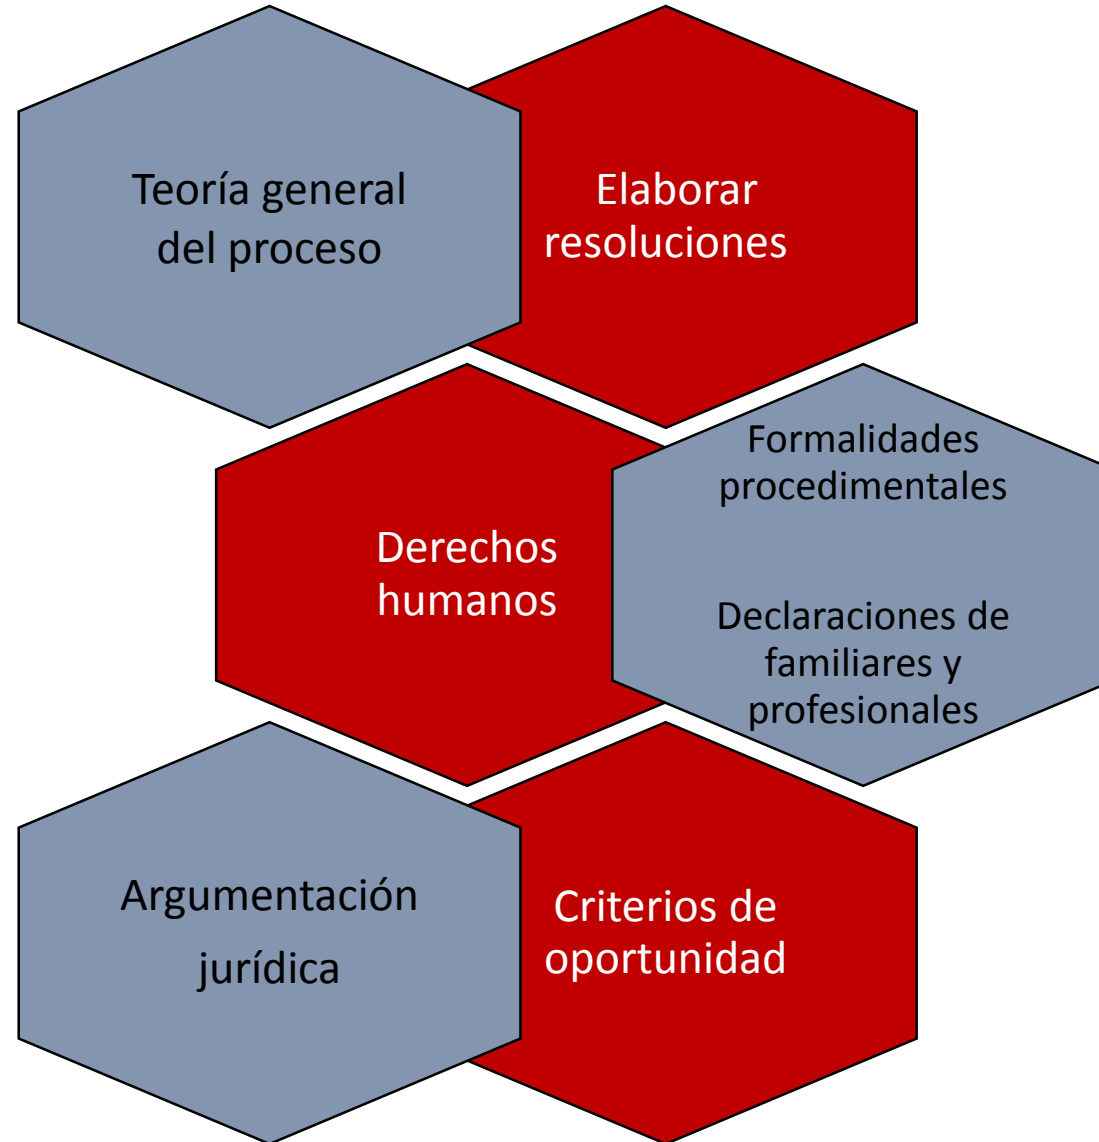 Teoría general
del proceso
Elaborar
resoluciones
Derechos
humanos
Formalidades
procedimentales
Declaraciones de
familiares y
profesionales
Argumentación
jurídica
Criterios de
oportunidad